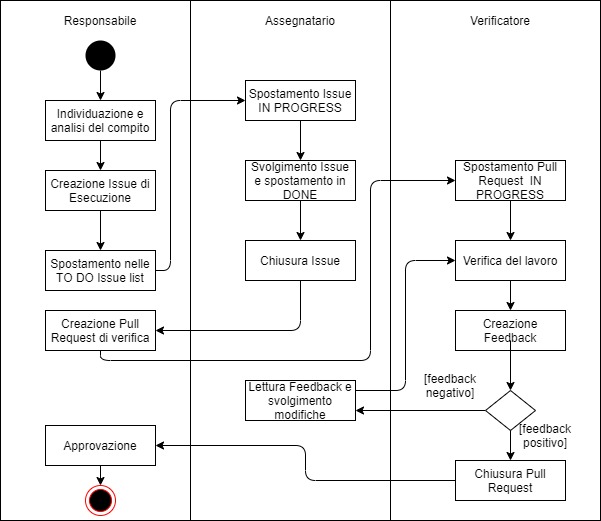 Responsabile
Assegnatario
Verificatore
Individuazione e
analisi del compito
Creazione Issue di
Esecuzione
Spostamento nelle
TO DO Issue list
Spostamento Issue
IN PROGRESS
Svolgimento Issue
e spostamento in
DONE
Chiusura Issue
Creazione Pull
Request di verifica
Spostamento Pull
Request IN
PROGRESS
Verifica del lavoro
Creazione
Feedback
[feedback
negativo]
Lettura Feedback e
svolgimento
modifiche
[feedback
positivo]
Chiusura Pull
Request
Approvazione